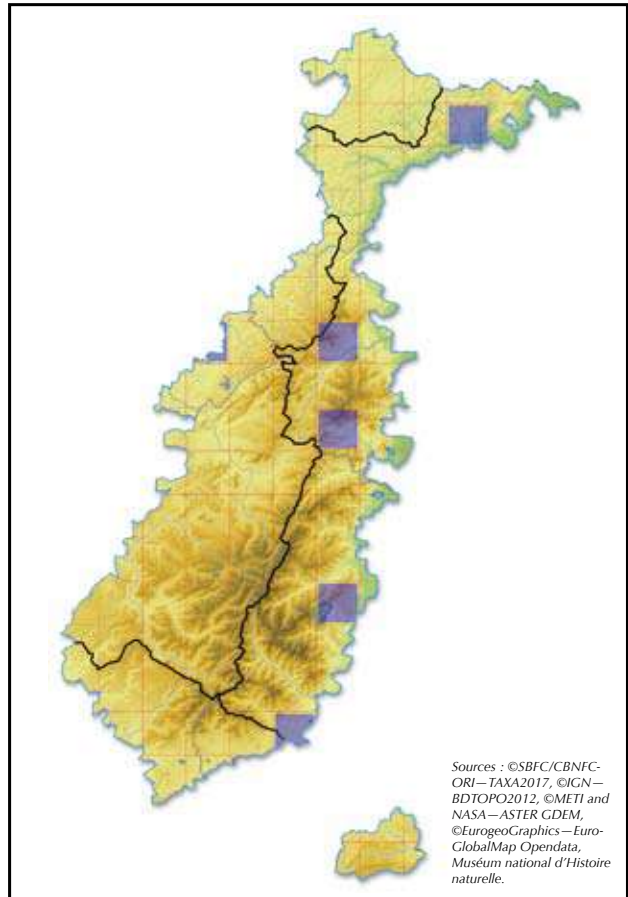 Sources : ©SBFC/CBNFC-
ORI—TAXA2017, ©IGN—
BDTOPO2012, ©METI and
NASA—ASTER GDEM,
©EurogeoGraphics—Euro-
GlobalMap Opendata,
Muséum national d'Histoire
naturelle.